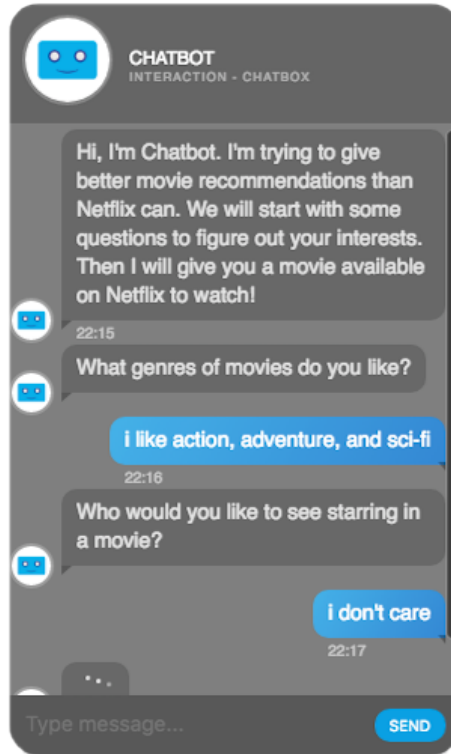 CHATBOT
INTERACTION - CHATBOX
Hi, I'm Chatbot. I'm trying to give
better movie recommendations than
Netflix can. We will start with some
questions to figure out your interests.
Then I will give you a movie available
on Netflix to watch!
22:15
What genres of movies do you like?
i like action, adventure, and sci-fi
22:16
Who would you like to see starring in
a movie?
i don't care
22:17
...
Type message...
SEND